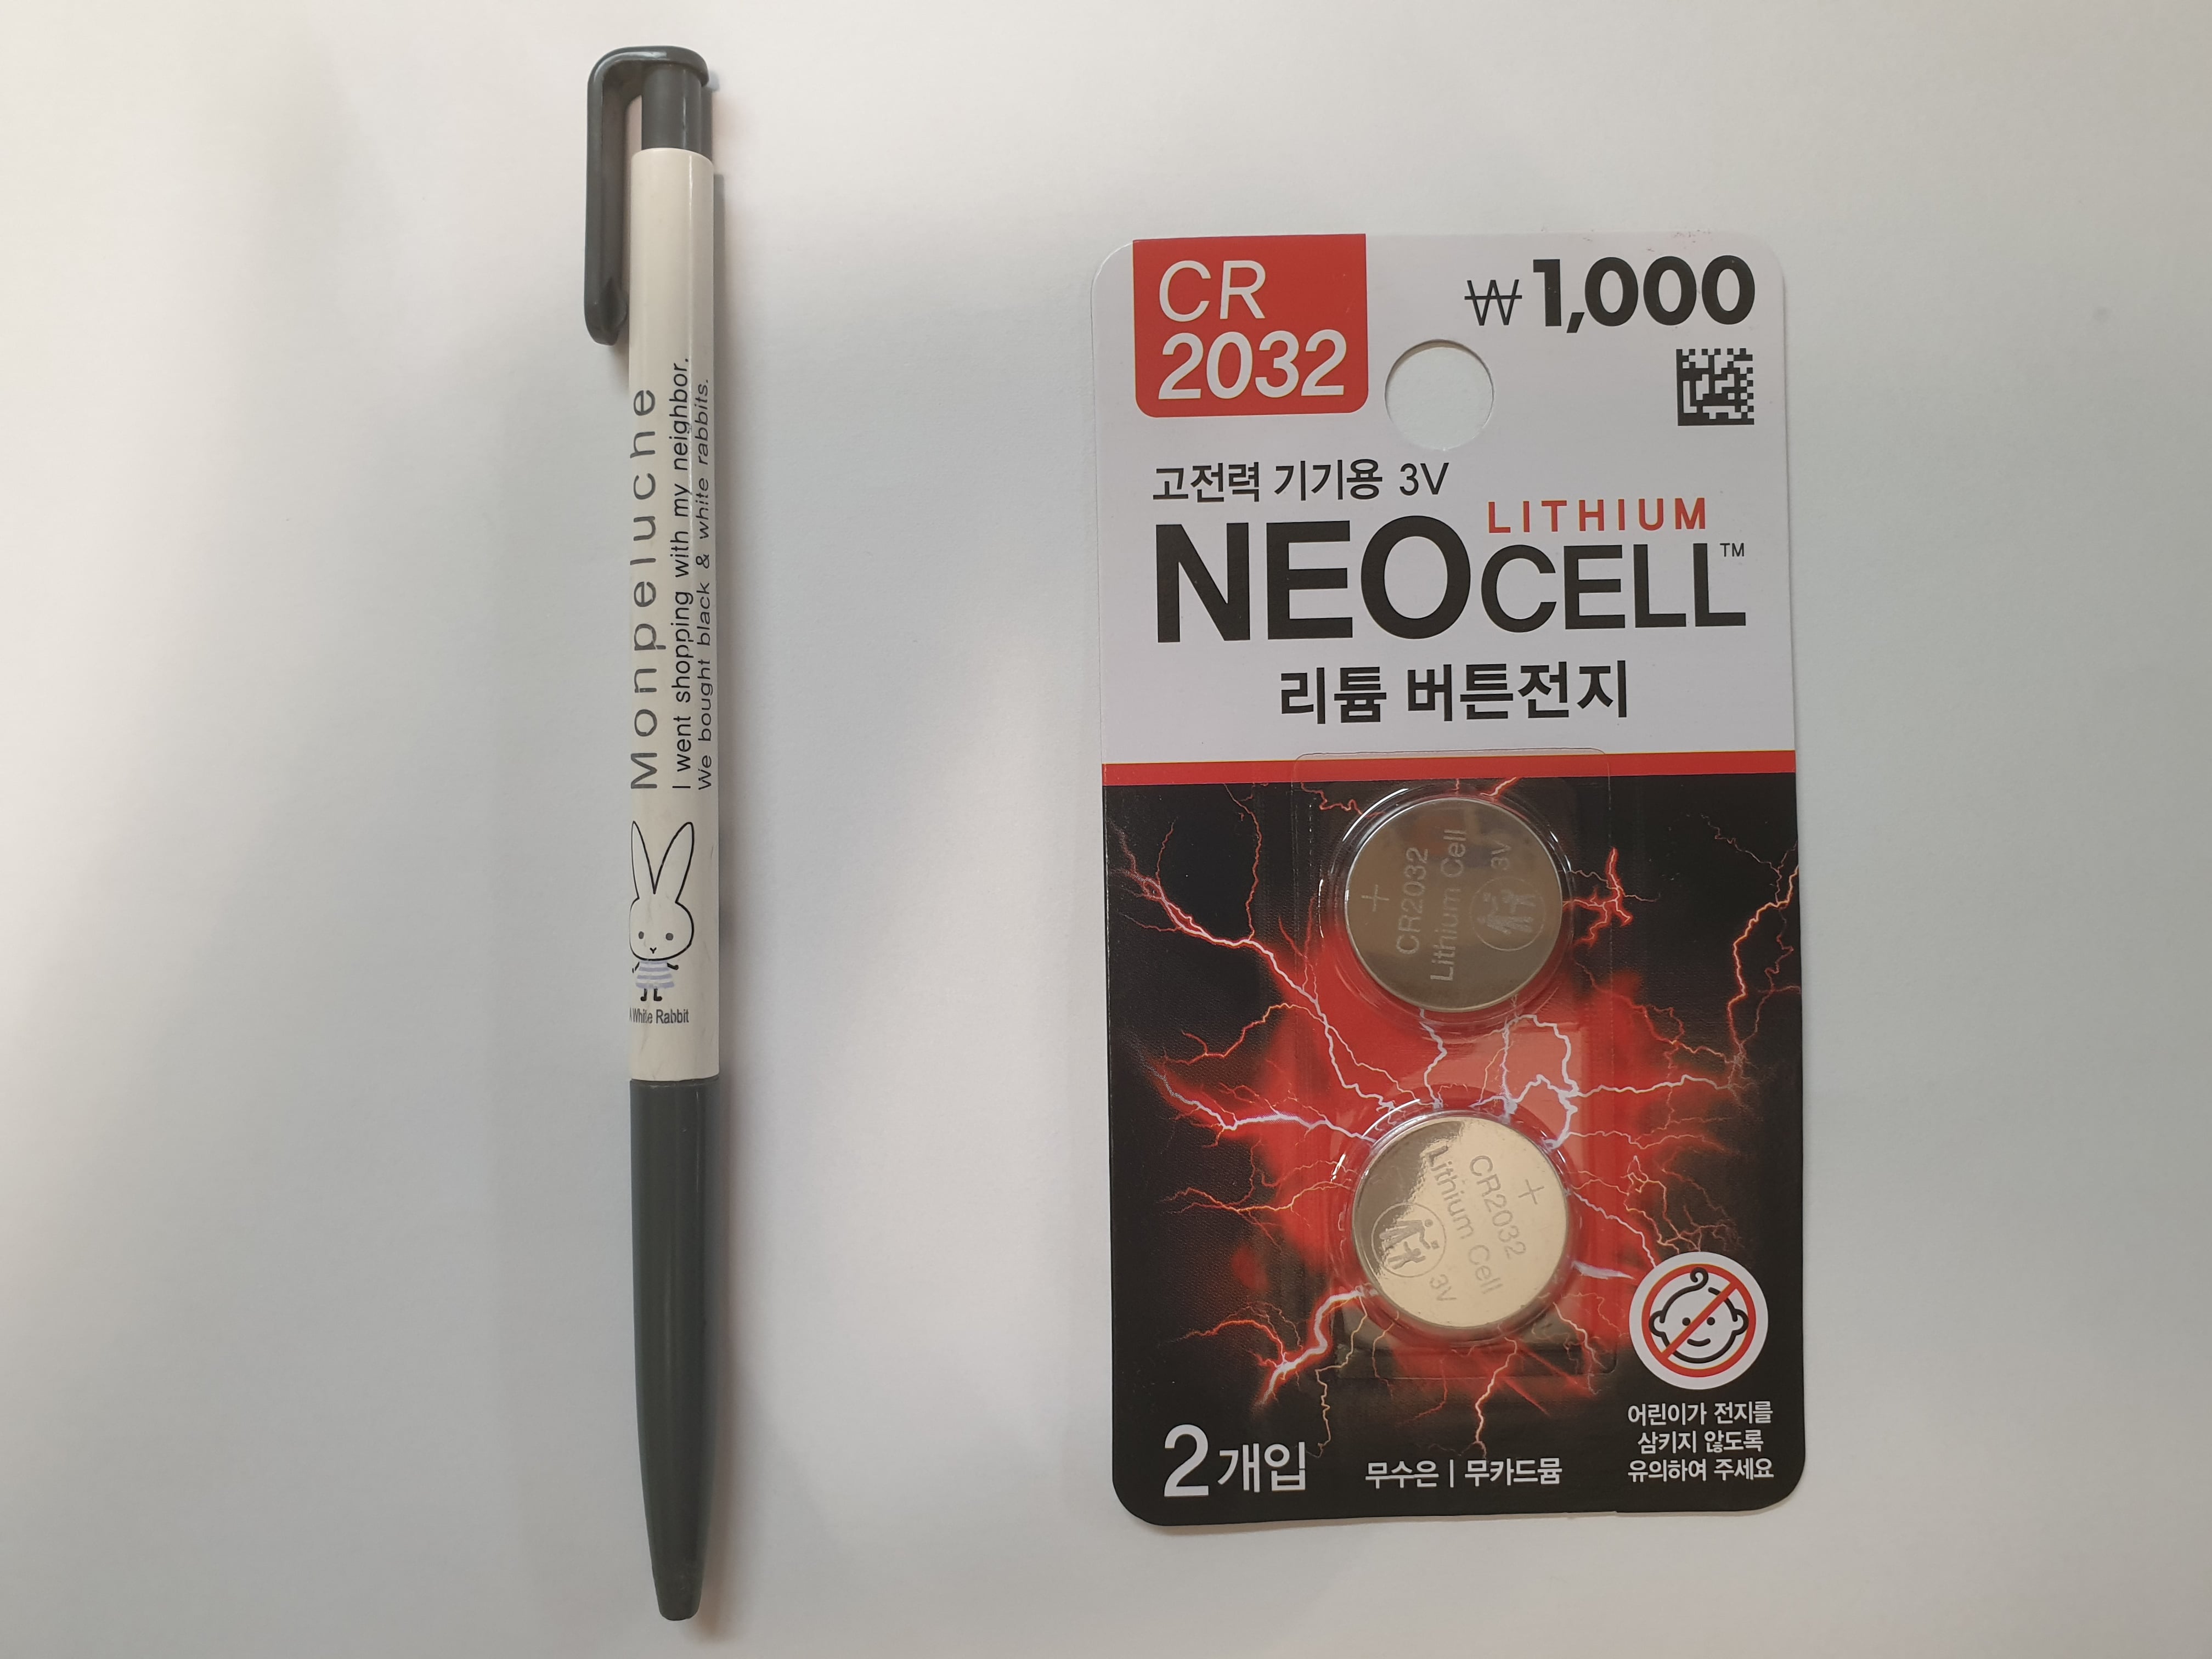 Monpeluche
I went shopping with my neighbor.
We bought black & white rabbits.
White Rabbit
CR
2032
₩1,000
고전력 기기용 3V
LITHIUM
NEOCELL™
리튬 버튼전지
+
CR2032
Lithium Cell
3V
+
CR2032
Lithium Cell
3V
2개입
무수은 | 무카드뮴
어린이가 전지를
삼키지 않도록
유의하여 주세요